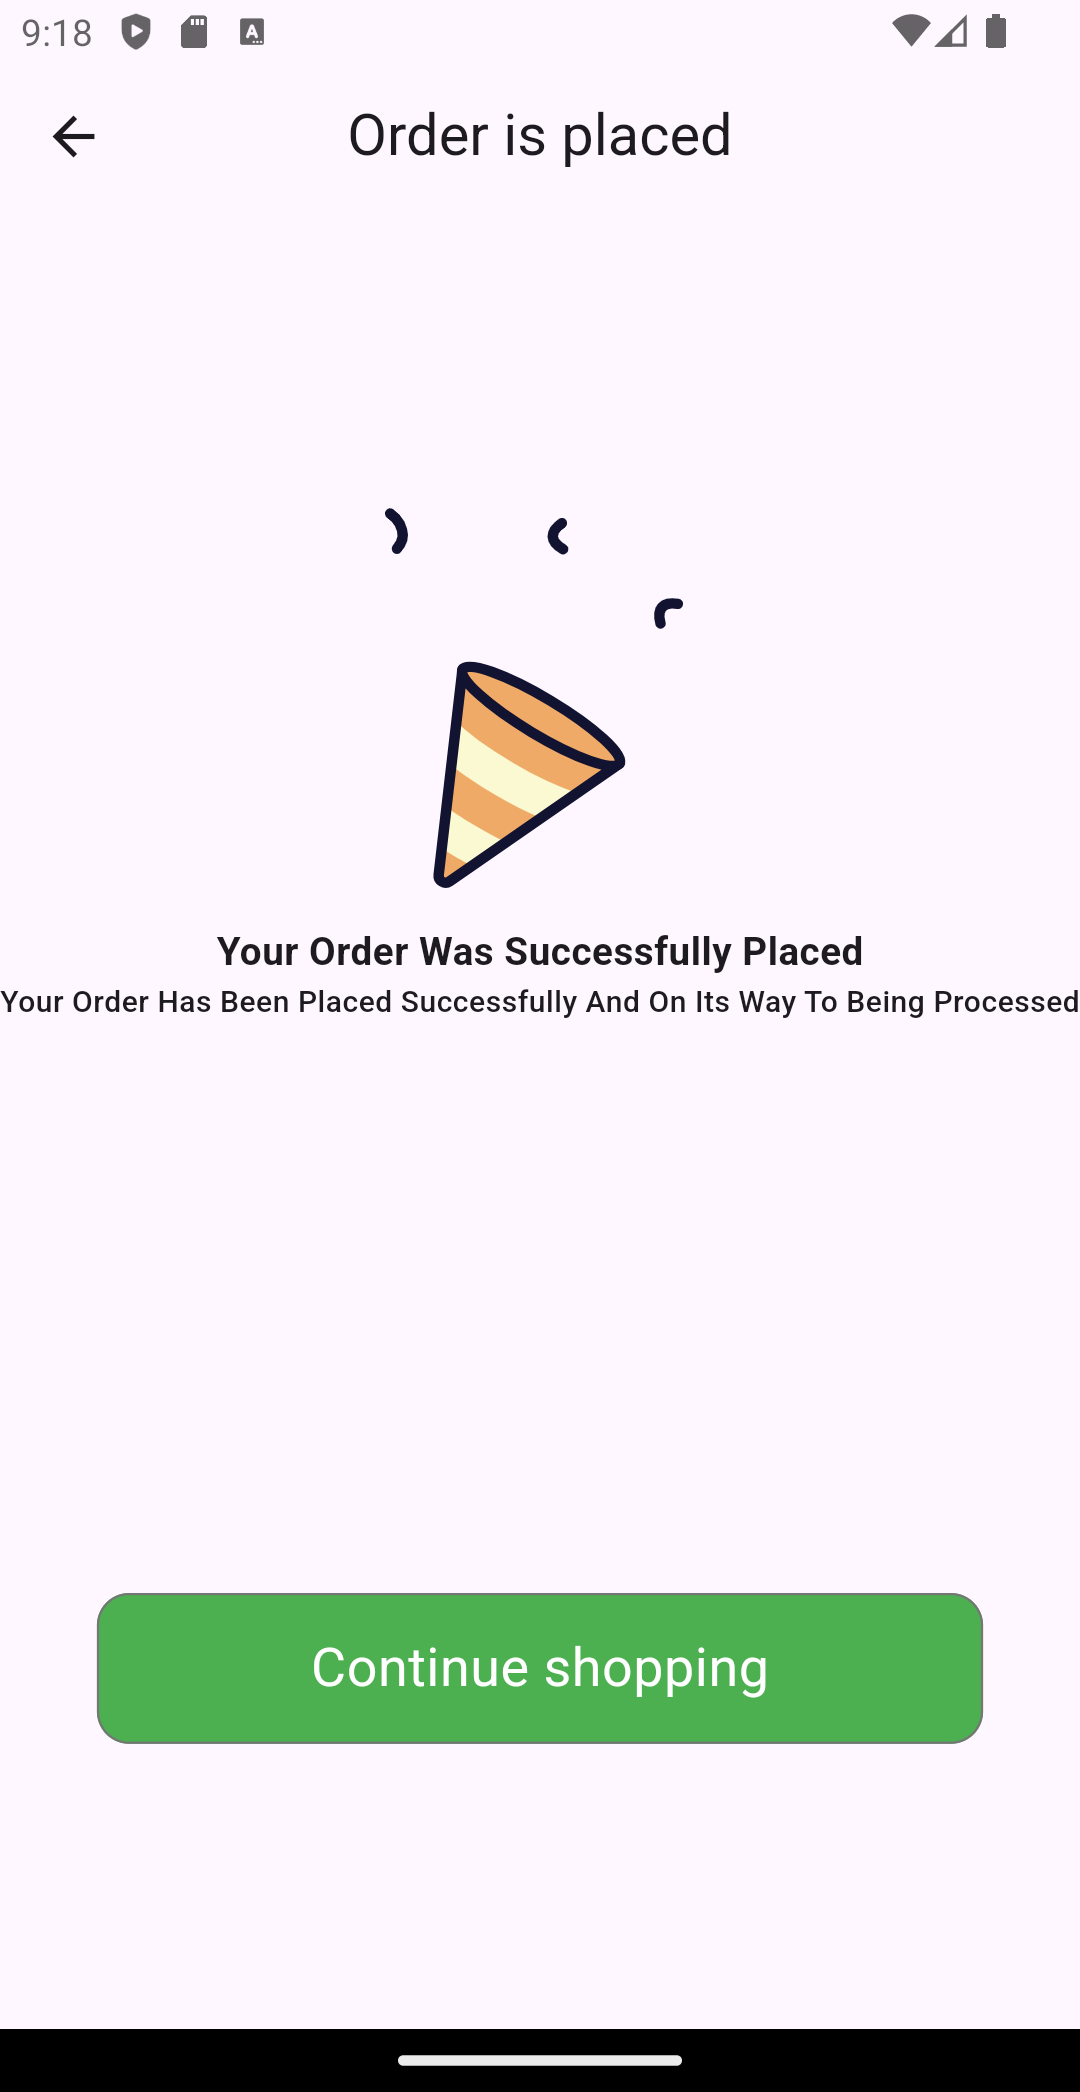 9:18
Order is placed
Your Order Was Successfully Placed
Your Order Has Been Placed Successfully And On Its Way To Being Processed
Continue shopping